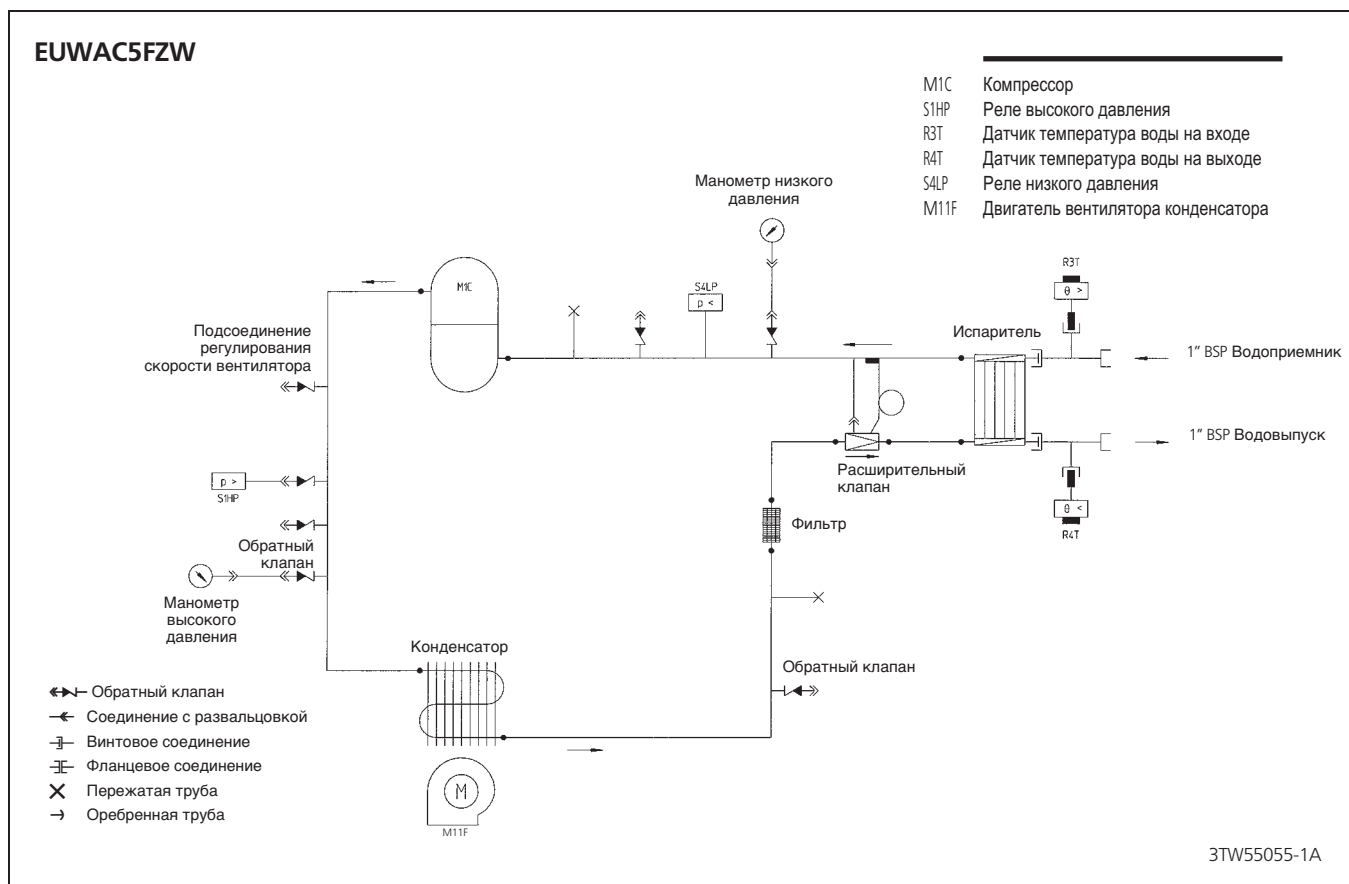 EUWAC5FZW
M1C Компрессор
S1HP Реле высокого давления
R3T Датчик температура воды на входе
R4T Датчик температура воды на выходе
S4LP Реле низкого давления
M11F Двигатель вентилятора конденсатора
Манометр низкого
давления
R3T
θ >
M1C
S4LP
p <
Подсоединение
регулирования
скорости вентилятора
Испаритель
1" BSP Водоприемник
1" BSP Водовыпуск
Расширительный
клапан
p >
S1HP
θ <
R4T
Фильтр
Обратный
клапан
Манометр
высокого
давления
Конденсатор
Обратный клапан
Обратный клапан
Соединение с развальцовкой
Винтовое соединение
Фланцевое соединение
Пережатая труба
Оребренная труба
M
M11F
3TW55055-1A